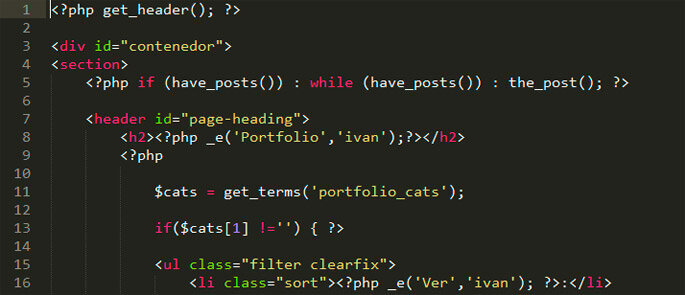 1 <?php get_header(); ?>
2
3 <div id="contenedor">
4 <section>
5 <?php if (have_posts()) : while (have_posts()) : the_post(); ?>
6
7 <header id="page-heading">
8 <h2><?php _e('Portfolio','ivan');?></h2>
9 <?php
10
11 $cats = get_terms('portfolio_cats');
12
13 if($cats[1] !='') { ?>
14
15 <ul class="filter clearfix">
16 <li class="sort"><?php _e('Ver','ivan'); ?>:</li>